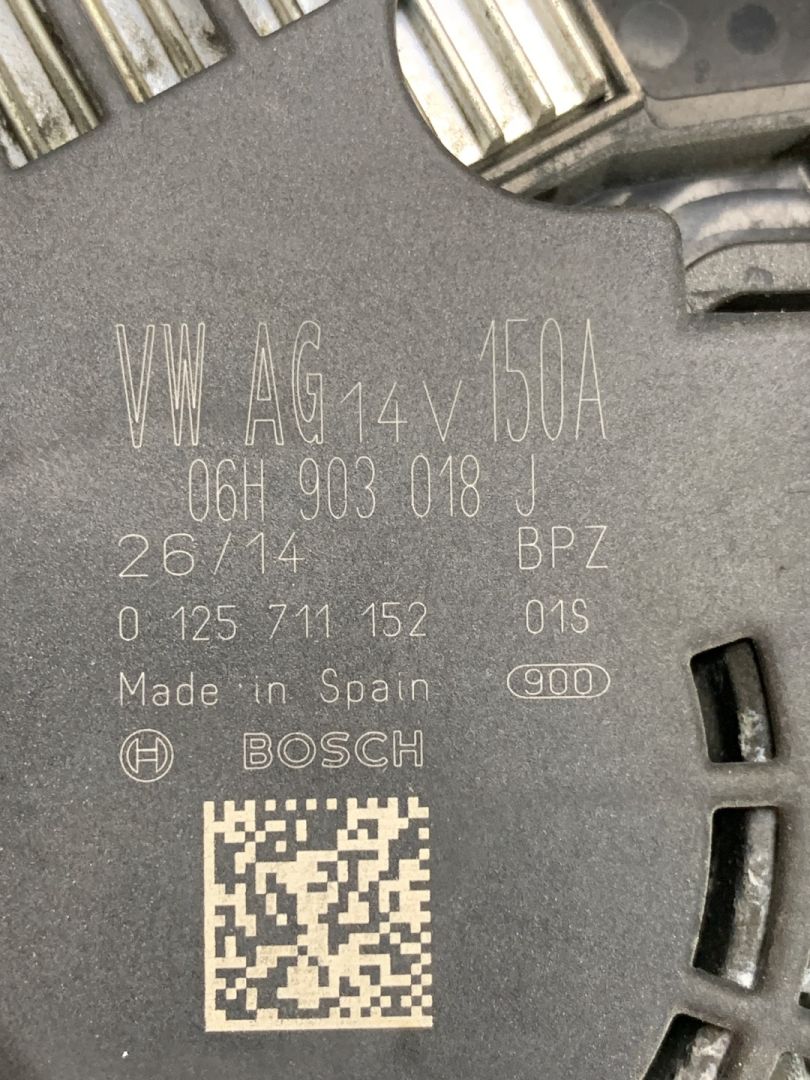 VW AG 14 V 150A
06H 903 018 J
26/14 BPZ
0 125 711 152 01S
Made in Spain 900
H BOSCH